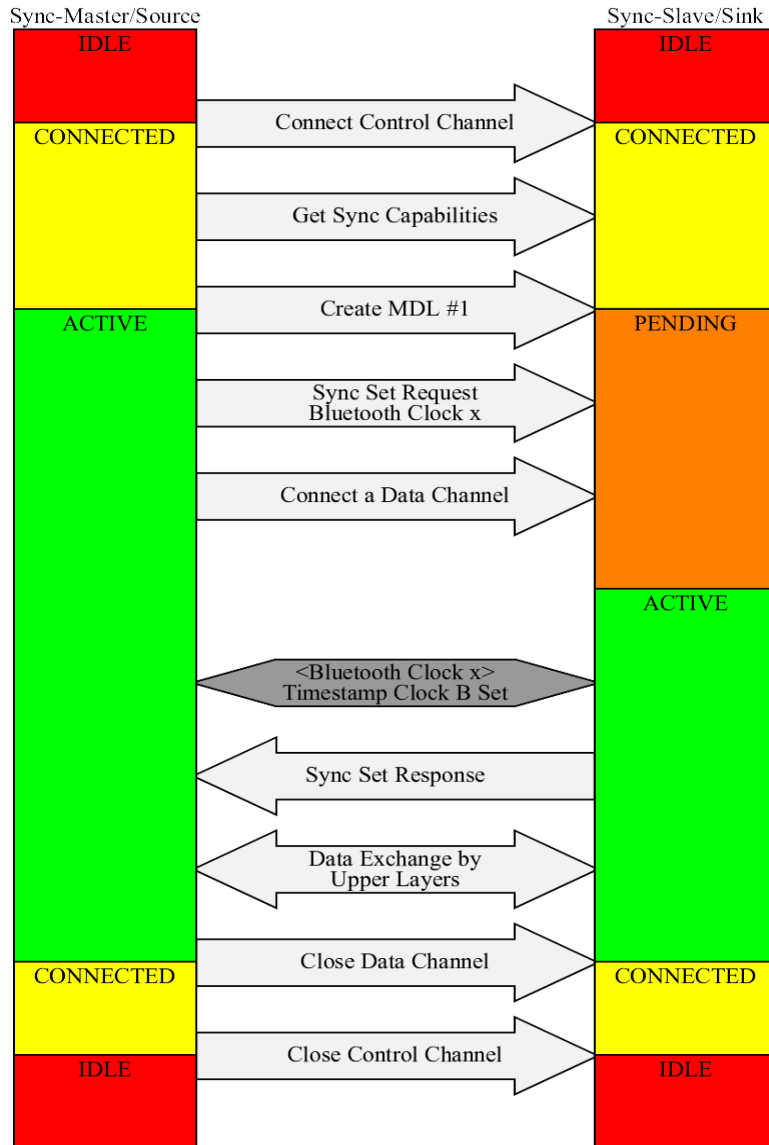 Sync-Master/Source
Sync-Slave/Sink
IDLE
IDLE
Connect Control Channel
CONNECTED
CONNECTED
Get Sync Capabilities
Create MDL #1
ACTIVE
PENDING
Sync Set Request
Bluetooth Clock x
Connect a Data Channel
ACTIVE
<Bluetooth Clock x>
Timestamp Clock B Set
Sync Set Response
Data Exchange by
Upper Layers
Close Data Channel
CONNECTED
CONNECTED
Close Control Channel
IDLE
IDLE